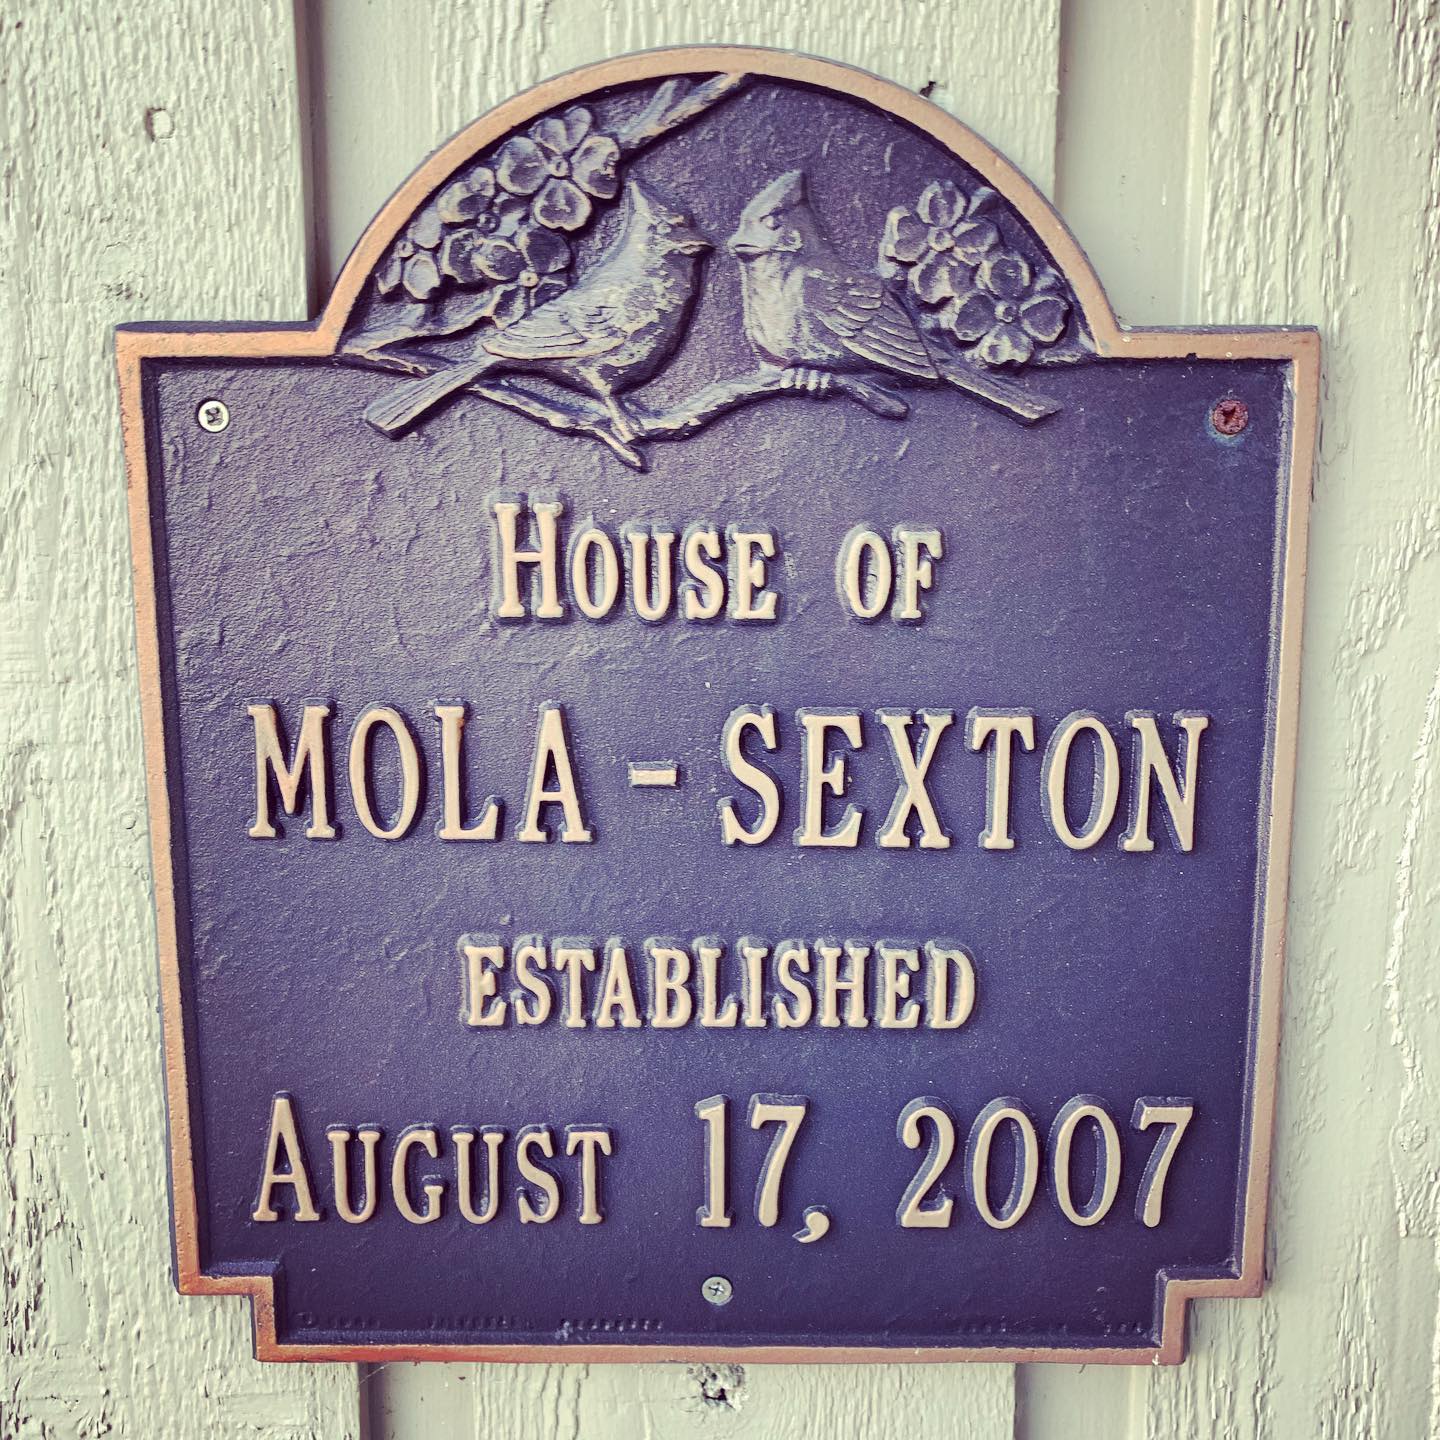 HOUSE OF
MOLA - SEXTON
ESTABLISHED
AUGUST 17, 2007